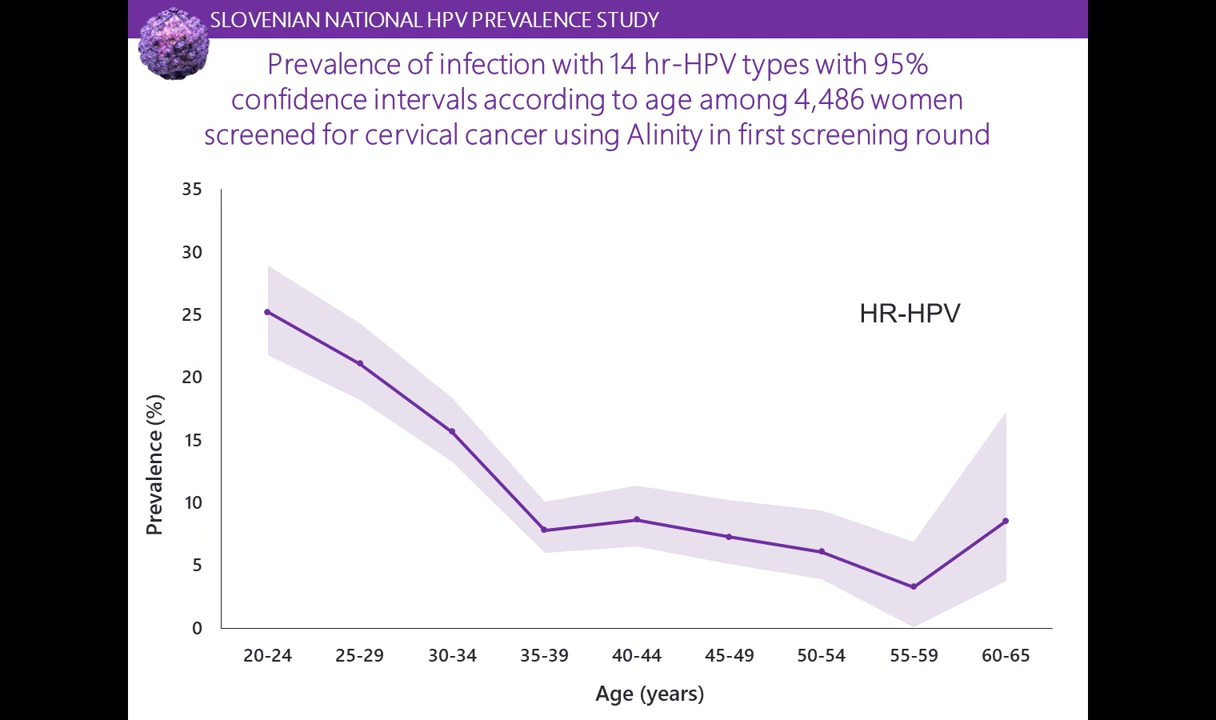 SLOVENIAN NATIONAL HPV PREVALENCE STUDY
Prevalence of infection with 14 hr-HPV types with 95%
confidence intervals according to age among 4,486 women
screened for cervical cancer using Alinity in first screening round
35
30
25
20
15
10
5
0
Prevalence (%)
HR-HPV
20-24 25-29 30-34 35-39 40-44 45-49 50-54 55-59 60-65
Age (years)